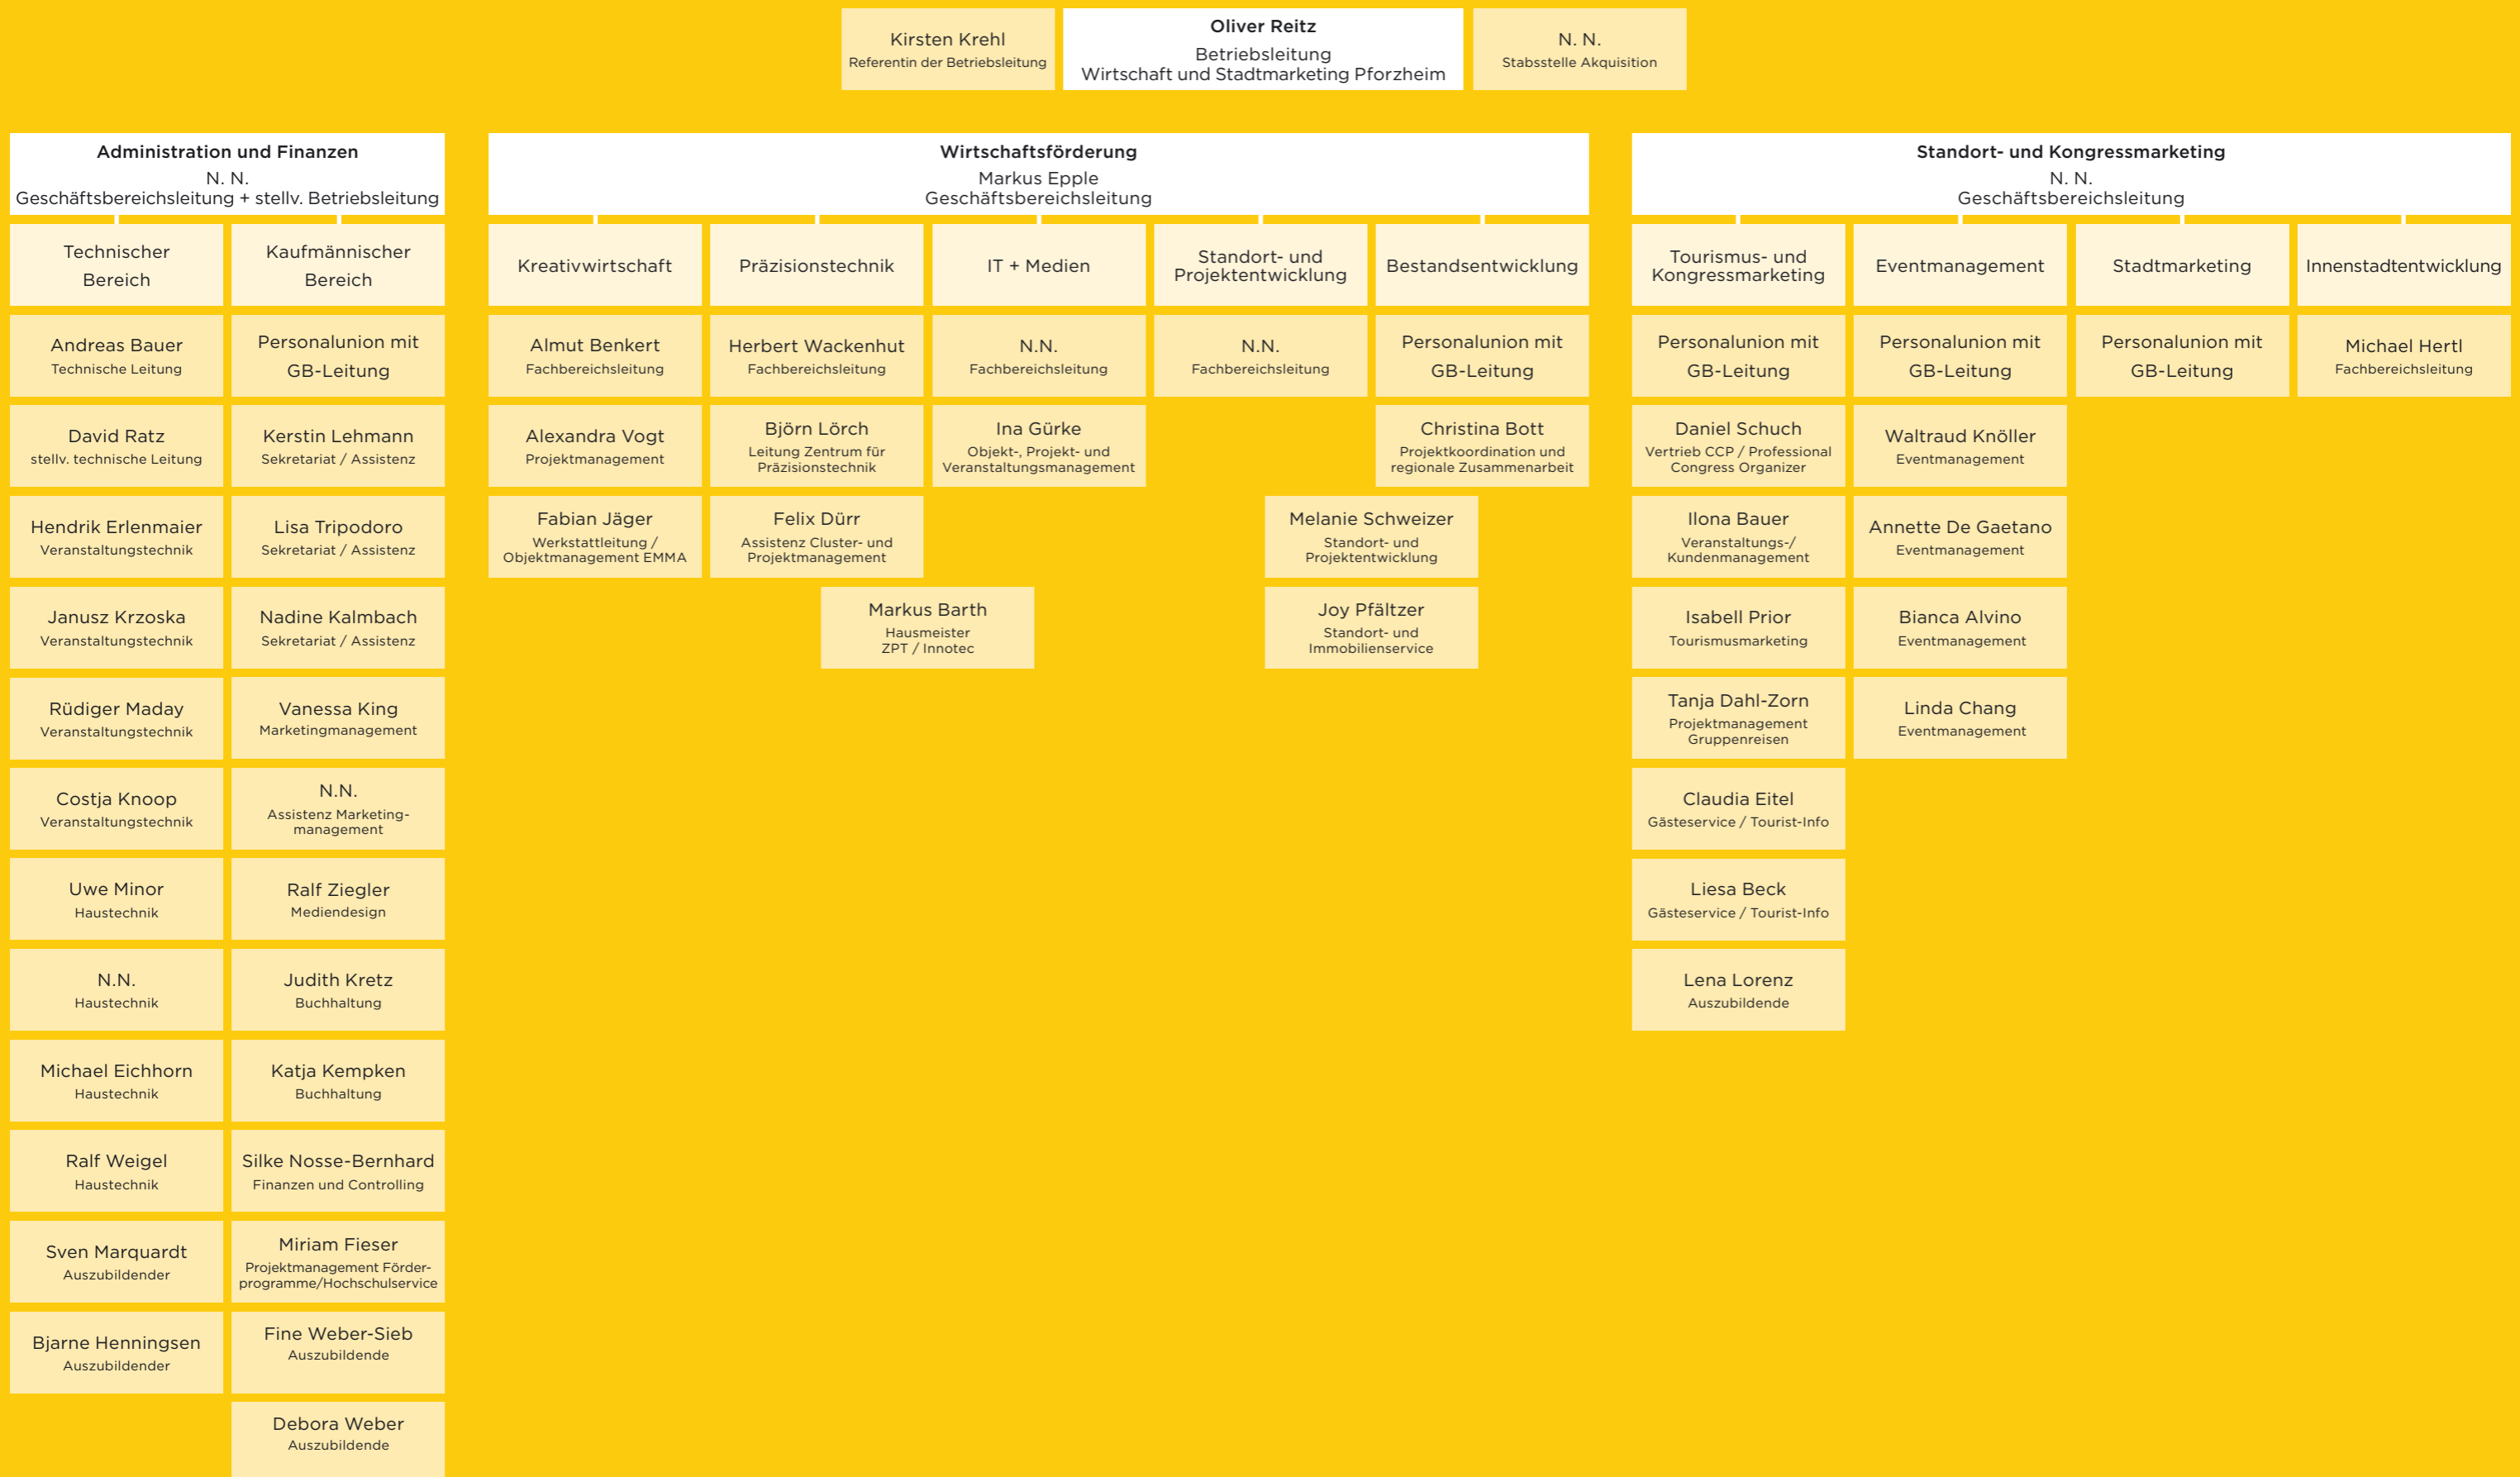 Kirsten Krehl
Referentin der Betriebsleitung
Oliver Reitz
Betriebsleitung
Wirtschaft und Stadtmarketing Pforzheim
N. N.
Stabsstelle Akquisition
Administration und Finanzen
N. N.
Geschäftsbereichsleitung + stellv. Betriebsleitung
Technischer
Bereich
Andreas Bauer
Technische Leitung
David Ratz
stellv. technische Leitung
Hendrik Erlenmaier
Veranstaltungstechnik
Janusz Krzoska
Veranstaltungstechnik
Rüdiger Maday
Veranstaltungstechnik
Costja Knoop
Veranstaltungstechnik
Uwe Minor
Haustechnik
N.N.
Haustechnik
Michael Eichhorn
Haustechnik
Ralf Weigel
Haustechnik
Sven Marquardt
Auszubildender
Bjarne Henningsen
Auszubildender
Kaufmännischer
Bereich
Personalunion mit
GB-Leitung
Kerstin Lehmann
Sekretariat / Assistenz
Lisa Tripodoro
Sekretariat / Assistenz
Nadine Kalmbach
Sekretariat / Assistenz
Vanessa King
Marketingmanagement
N.N.
Assistenz Marketing-
management
Ralf Ziegler
Mediendesign
Judith Kretz
Buchhaltung
Katja Kempken
Buchhaltung
Silke Nosse-Bernhard
Finanzen und Controlling
Miriam Fieser
Projektmanagement Förder-
programme/Hochschulservice
Fine Weber-Sieb
Auszubildende
Debora Weber
Auszubildende
Wirtschaftsförderung
Markus Epple
Geschäftsbereichsleitung
Kreativwirtschaft
Almut Benkert
Fachbereichsleitung
Alexandra Vogt
Projektmanagement
Fabian Jäger
Werkstattleitung /
Objektmanagement EMMA
Präzisionstechnik
Herbert Wackenhut
Fachbereichsleitung
Björn Lörch
Leitung Zentrum für
Präzisionstechnik
Felix Dürr
Assistenz Cluster- und
Projektmanagement
IT + Medien
N.N.
Fachbereichsleitung
Ina Gürke
Objekt-, Projekt- und
Veranstaltungsmanagement
Markus Barth
Hausmeister
ZPT / Innotec
Standort- und
Projektentwicklung
N.N.
Fachbereichsleitung
Bestandsentwicklung
Personalunion mit
GB-Leitung
Christina Bott
Projektkoordination und
regionale Zusammenarbeit
Melanie Schweizer
Standort- und
Projektentwicklung
Joy Pfältzer
Standort- und
Immobilienservice
Standort- und Kongressmarketing
N. N.
Geschäftsbereichsleitung
Tourismus- und
Kongressmarketing
Personalunion mit
GB-Leitung
Daniel Schuch
Vertrieb CCP / Professional
Congress Organizer
Ilona Bauer
Veranstaltungs-/
Kundenmanagement
Isabell Prior
Tourismusmarketing
Tanja Dahl-Zorn
Projektmanagement
Gruppenreisen
Claudia Eitel
Gästeservice / Tourist-Info
Liesa Beck
Gästeservice / Tourist-Info
Lena Lorenz
Auszubildende
Eventmanagement
Personalunion mit
GB-Leitung
Waltraud Knöller
Eventmanagement
Annette De Gaetano
Eventmanagement
Bianca Alvino
Eventmanagement
Linda Chang
Eventmanagement
Stadtmarketing
Personalunion mit
GB-Leitung
Innenstadtentwicklung
Michael Hertl
Fachbereichsleitung